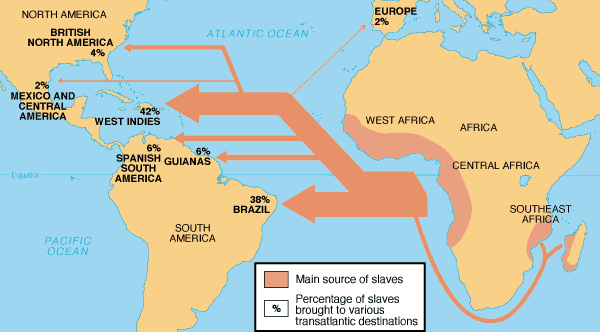 NORTH AMERICA
BRITISH
NORTH AMERICA
4%
ATLANTIC OCEAN
EUROPE
2%
2%
MEXICO AND
CENTRAL
AMERICA
42%
WEST INDIES
6%
SPANISH
SOUTH
AMERICA
6%
GUIANAS
WEST AFRICA
AFRICA
CENTRAL AFRICA
SOUTHEAST
AFRICA
Equator
38%
BRAZIL
SOUTH
AMERICA
PACIFIC
OCEAN
Main source of slaves
%
Percentage of slaves
brought to various
transatlantic destinations